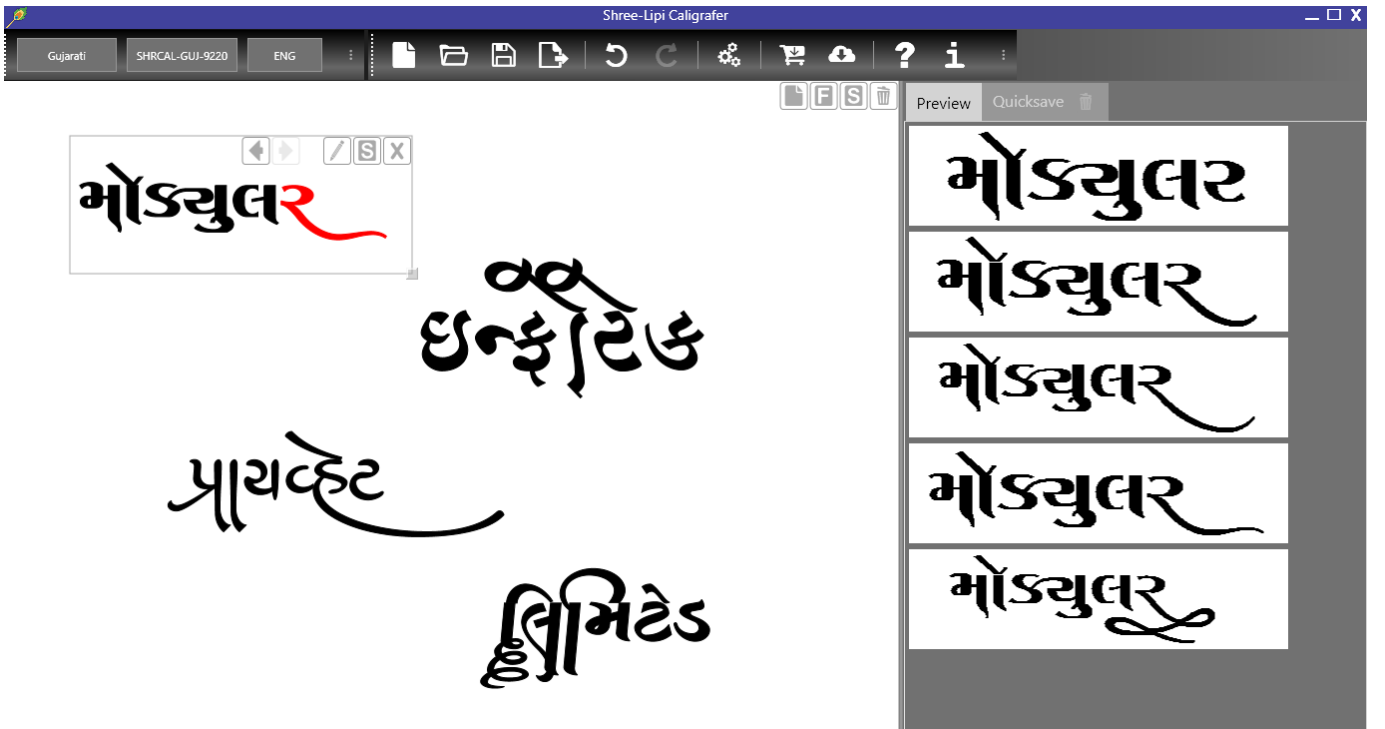 Shree-Lipi Caligrafer
Gujarati SHRCAL-GUJ-9220 ENG
F S
Preview Quicksave
S X
મોડ્યુલર
ઇન્ફોટેક
પ્રાયવ્હેટ
લિમિટેડ
મોડ્યુલર
મોડ્યુલર
મોડ્યુલર
મોડ્યુલર
મોડ્યુલર